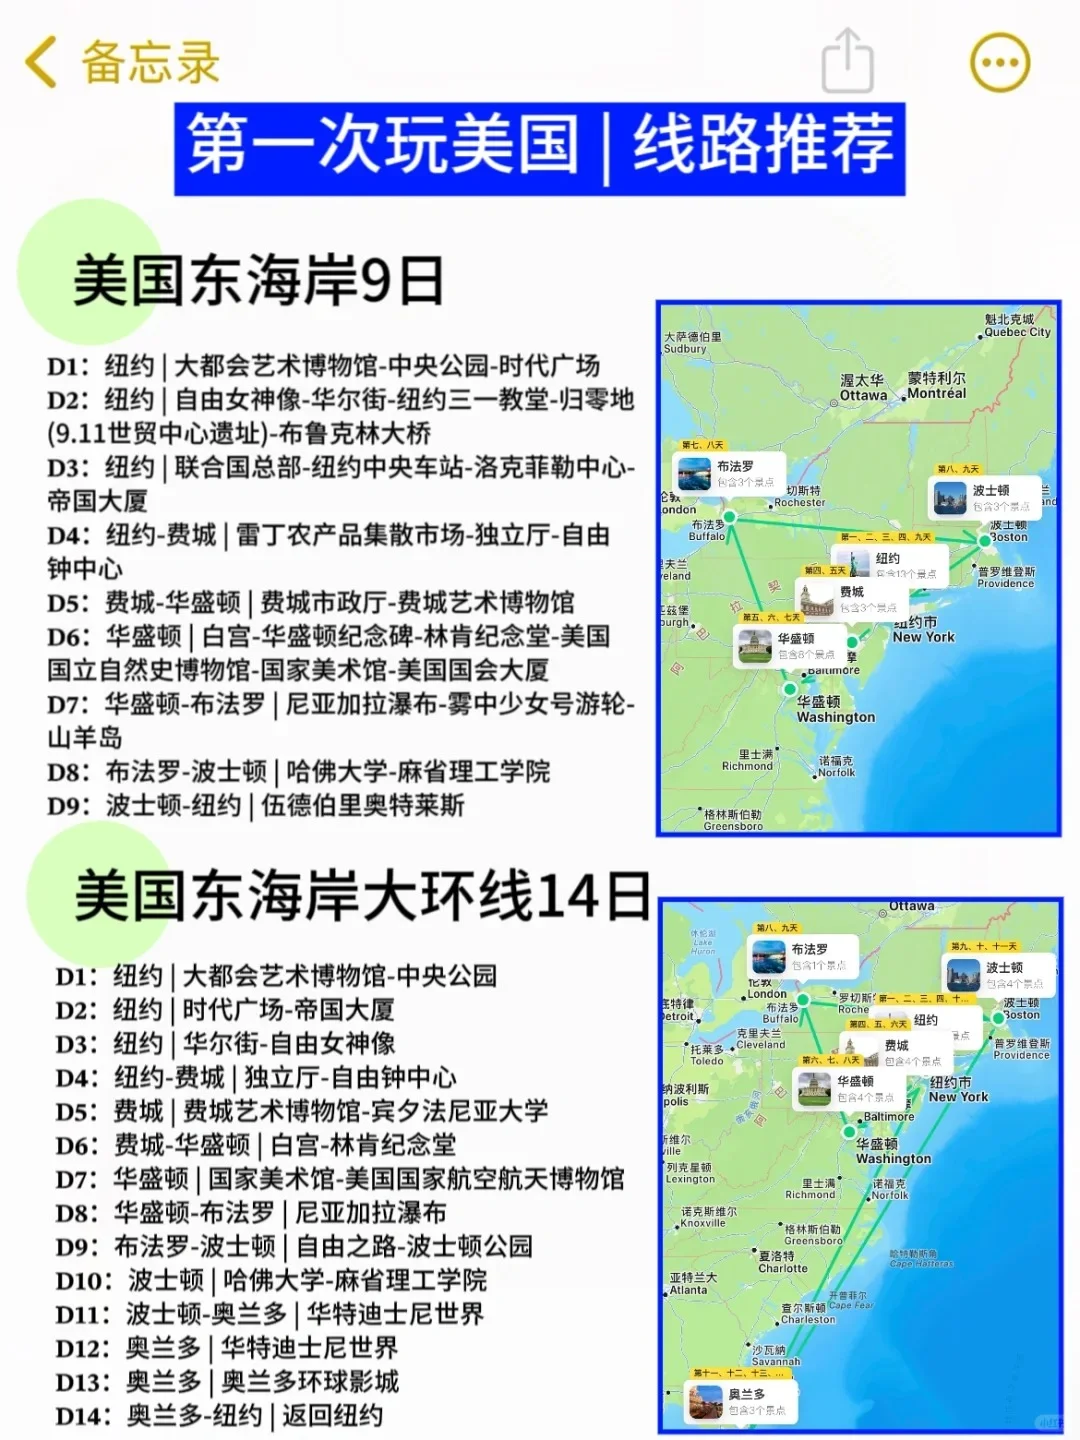 备忘录
第一次玩美国 | 线路推荐
美国东海岸9日
D1：纽约 | 大都会艺术博物馆-中央公园-时代广场
D2：纽约 | 自由女神像-华尔街-纽约三一教堂-归零地
(9.11世贸中心遗址)-布鲁克林大桥
D3：纽约 | 联合国总部-纽约中央车站-洛克菲勒中心-
帝国大厦
D4：纽约-费城 | 雷丁农产品集散市场-独立厅-自由
钟中心
D5：费城-华盛顿 | 费城市政厅-费城艺术博物馆
D6：华盛顿 | 白宫-华盛顿纪念碑-林肯纪念堂-美国
国立自然史博物馆-国家美术馆-美国国会大厦
D7：华盛顿-布法罗 | 尼亚加拉瀑布-雾中少女号游轮-
山羊岛
D8：布法罗-波士顿 | 哈佛大学-麻省理工学院
D9：波士顿-纽约 | 伍德伯里奥特莱斯
魁北克城
Quebec City
大萨德伯里
Sudbury
渥太华
Ottawa
蒙特利尔
Montréal
第七、八天
布法罗
包含3个景点
第八、九天
波士顿
包含3个景点
切斯特
Rochester
London
布法罗
Buffalo
波士顿
Boston
第一、二、三、四、九天
纽约
包含13个景点
普罗维登斯
Providence
第四、五天
费城
包含3个景点
纽约市
New York
第五、六、七天
华盛顿
包含8个景点
Baltimore
华盛顿
Washington
里士满
Richmond
诺福克
Norfolk
格林斯伯勒
Greensboro
美国东海岸大环线14日
D1：纽约 | 大都会艺术博物馆-中央公园
D2：纽约 | 时代广场-帝国大厦
D3：纽约 | 华尔街-自由女神像
D4：纽约-费城 | 独立厅-自由钟中心
D5：费城 | 费城艺术博物馆-宾夕法尼亚大学
D6：费城-华盛顿 | 白宫-林肯纪念堂
D7：华盛顿 | 国家美术馆-美国国家航空航天博物馆
D8：华盛顿-布法罗 | 尼亚加拉瀑布
D9：布法罗-波士顿 | 自由之路-波士顿公园
D10：波士顿 | 哈佛大学-麻省理工学院
D11：波士顿-奥兰多 | 华特迪士尼世界
D12：奥兰多 | 华特迪士尼世界
D13：奥兰多 | 奥兰多环球影城
D14：奥兰多-纽约 | 返回纽约
Ottawa
休伦湖
Lake
Huron
第八、九天
布法罗
包含1个景点
第九、十、十一天
波士顿
包含4个景点
伦敦
London
布法罗
Buffalo
罗切斯
Roche
第一、二、三、四、十...
纽约
波士顿
Boston
底特律
Detroit
克里夫兰
Cleveland
第四、五、六天
费城
包含4个景点
普罗维登斯
Providence
托莱多
Toledo
第六、七、八天
华盛顿
包含4个景点
纽约市
New York
纳波利斯
polis
Baltimore
华盛顿
Washington
斯维尔
ville
列克星顿
Lexington
里士满
Richmond
诺福克
Norfolk
诺克斯维尔
Knoxville
格林斯伯勒
Greensboro
夏洛特
Charlotte
哈特勒斯角
Cape Hatteras
亚特兰大
Atlanta
开普菲尔
Cape Fear
查尔斯顿
Charleston
沙瓦纳
Savannah
第十一、十二、十三、...
奥兰多
包含3个景点